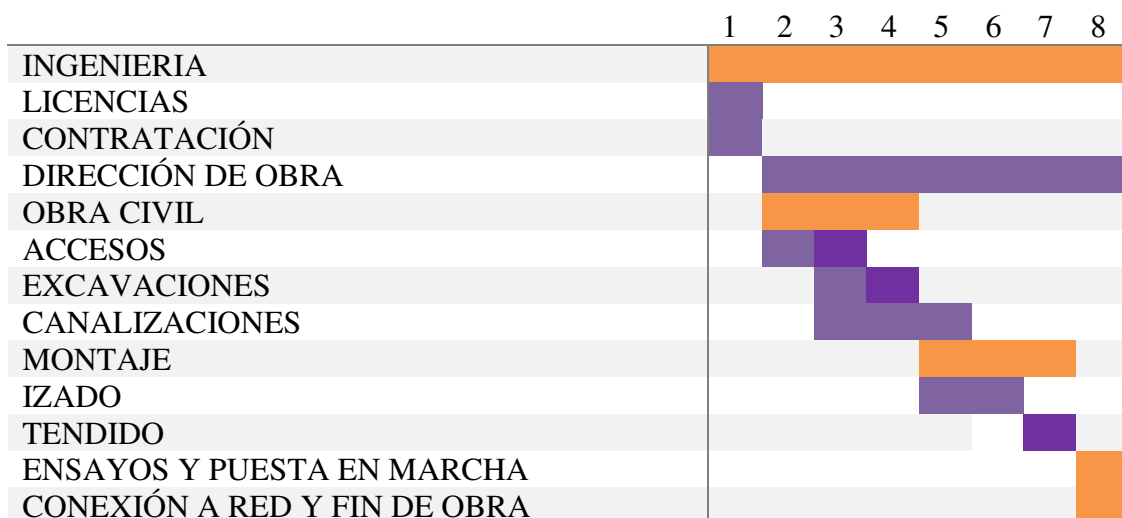 1 2 3 4 5 6 7 8
INGENIERIA
LICENCIAS
CONTRATACIÓN
DIRECCIÓN DE OBRA
OBRA CIVIL
ACCESOS
EXCAVACIONES
CANALIZACIONES
MONTAJE
IZADO
TENDIDO
ENSAYOS Y PUESTA EN MARCHA
CONEXIÓN A RED Y FIN DE OBRA